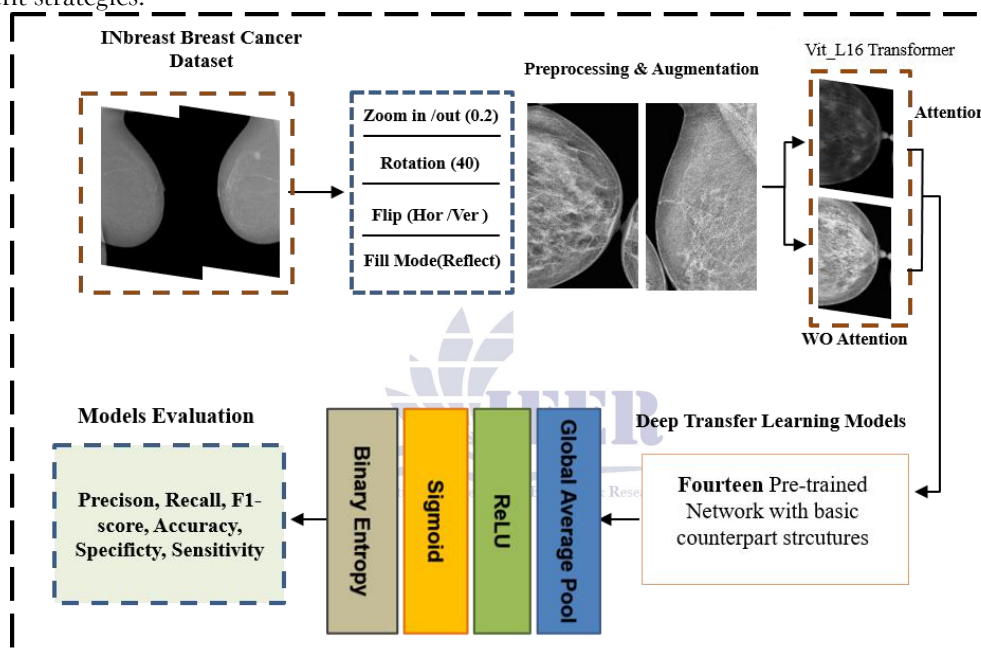 ent strategies.
INbreast Breast Cancer
Dataset
Zoom in /out (0.2)
Rotation (40)
Flip (Hor /Ver )
Fill Mode(Reflect)
Preprocessing & Augmentation
Vit_L16 Transformer
Attention
WO Attention
Deep Transfer Learning Models
Fourteen Pre-trained
Network with basic
counterpart strcutures
Global Average Pool
ReLU
Sigmoid
Binary Entropy
Models Evaluation
Precison, Recall, F1-
score, Accuracy,
Specificty, Sensitivity